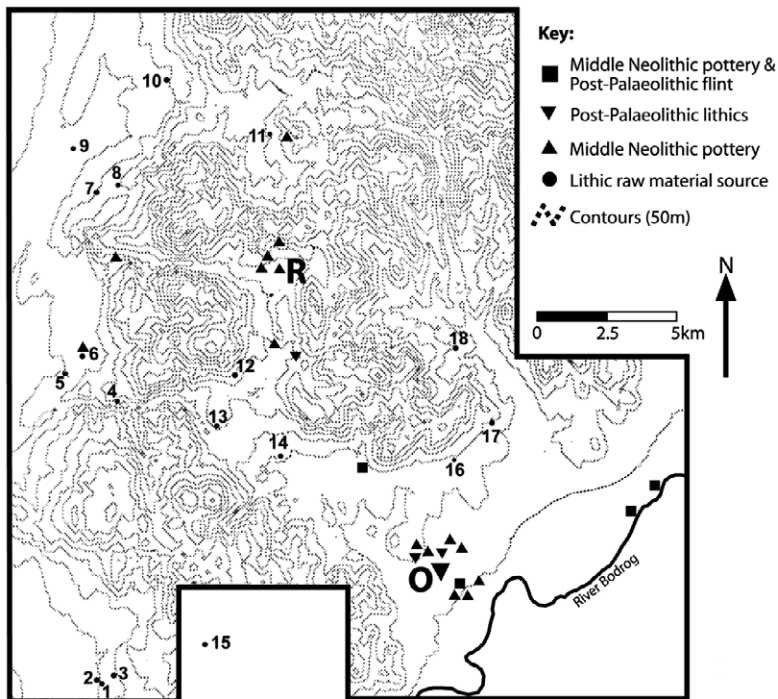 Key:
Middle Neolithic pottery &
Post-Palaeolithic flint
Post-Palaeolithic lithics
Middle Neolithic pottery
Lithic raw material source
Contours (50m)
N
0 2.5 5km
10
11
9
8
7
R
6
5
4
18
12
13
14
17
16
O
River Bodrog
15
2
1
3